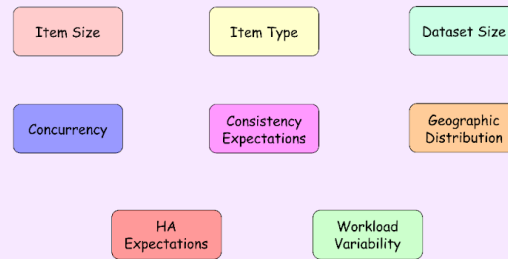 Item Size
Item Type
Dataset Size
Concurrency
Consistency
Expectations
Geographic
Distribution
HA
Expectations
Workload
Variability